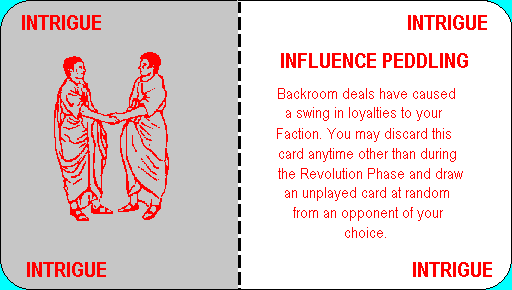 INTRIGUE
INTRIGUE
INFLUENCE PEDDLING
Backroom deals have caused
a swing in loyalties to your
Faction. You may discard this
card anytime other than during
the Revolution Phase and draw
an unplayed card at random
from an opponent of your
choice.
INTRIGUE
INTRIGUE